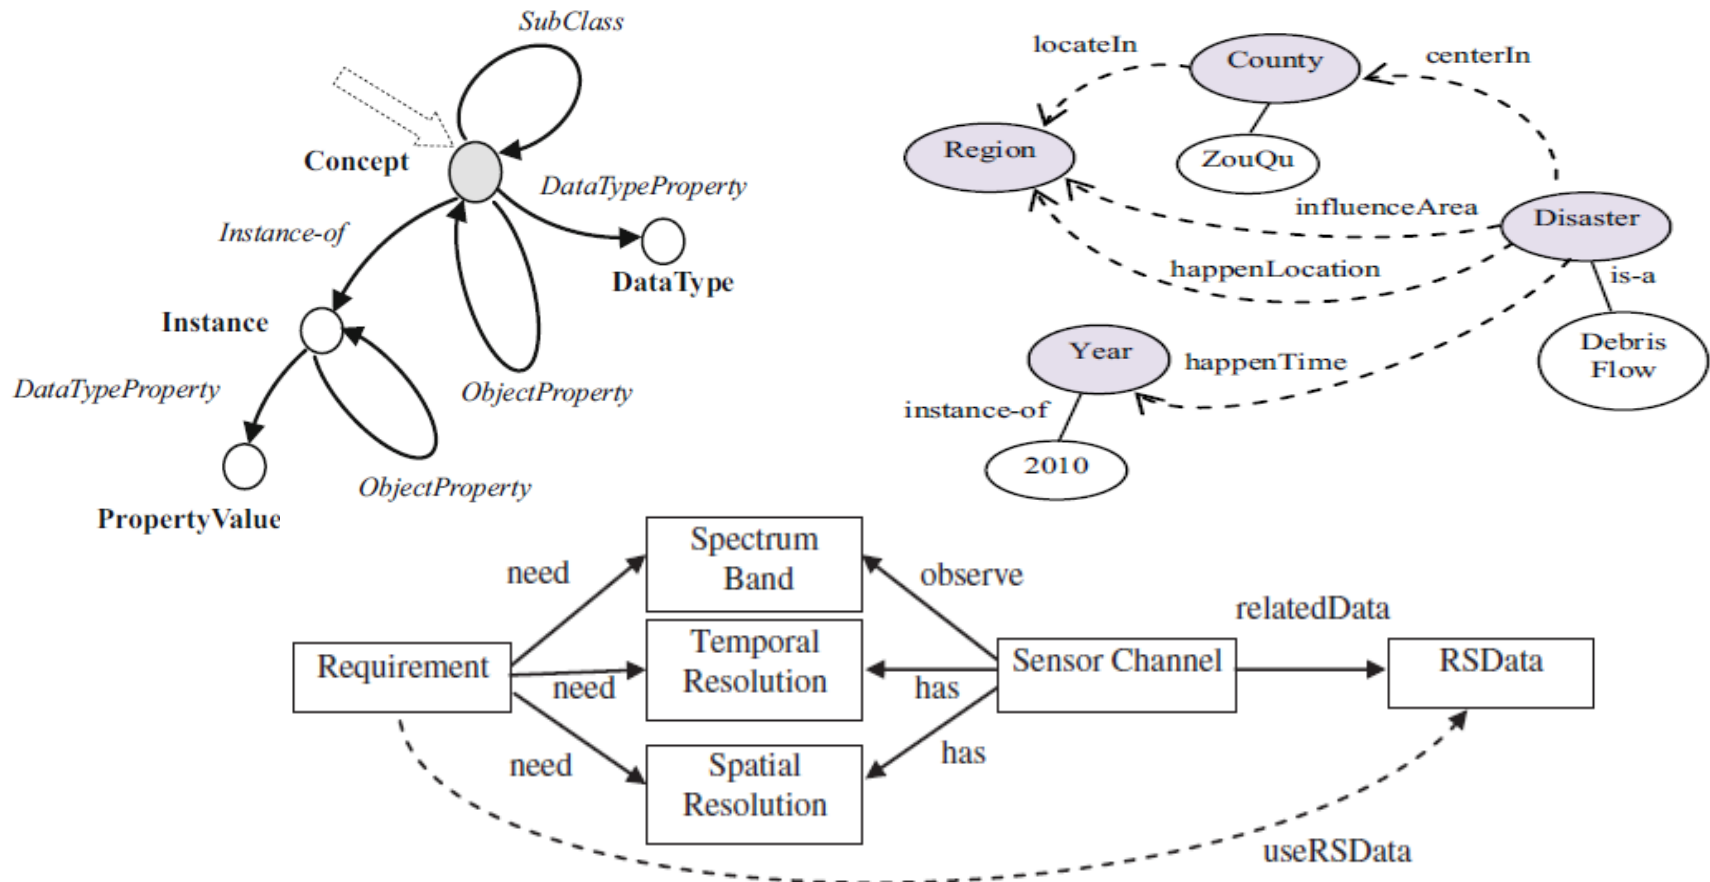 SubClass
Concept
DataTypeProperty
Instance-of
DataType
Instance
DataTypeProperty
ObjectProperty
ObjectProperty
PropertyValue
locateIn
County
centerIn
Region
ZouQu
influenceArea
Disaster
happenLocation
is-a
Year
happenTime
Debris
Flow
instance-of
2010
Spectrum
Band
need
observe
relatedData
Requirement
Temporal
Resolution
Sensor Channel
RSData
need
has
need
Spatial
Resolution
has
useRSData